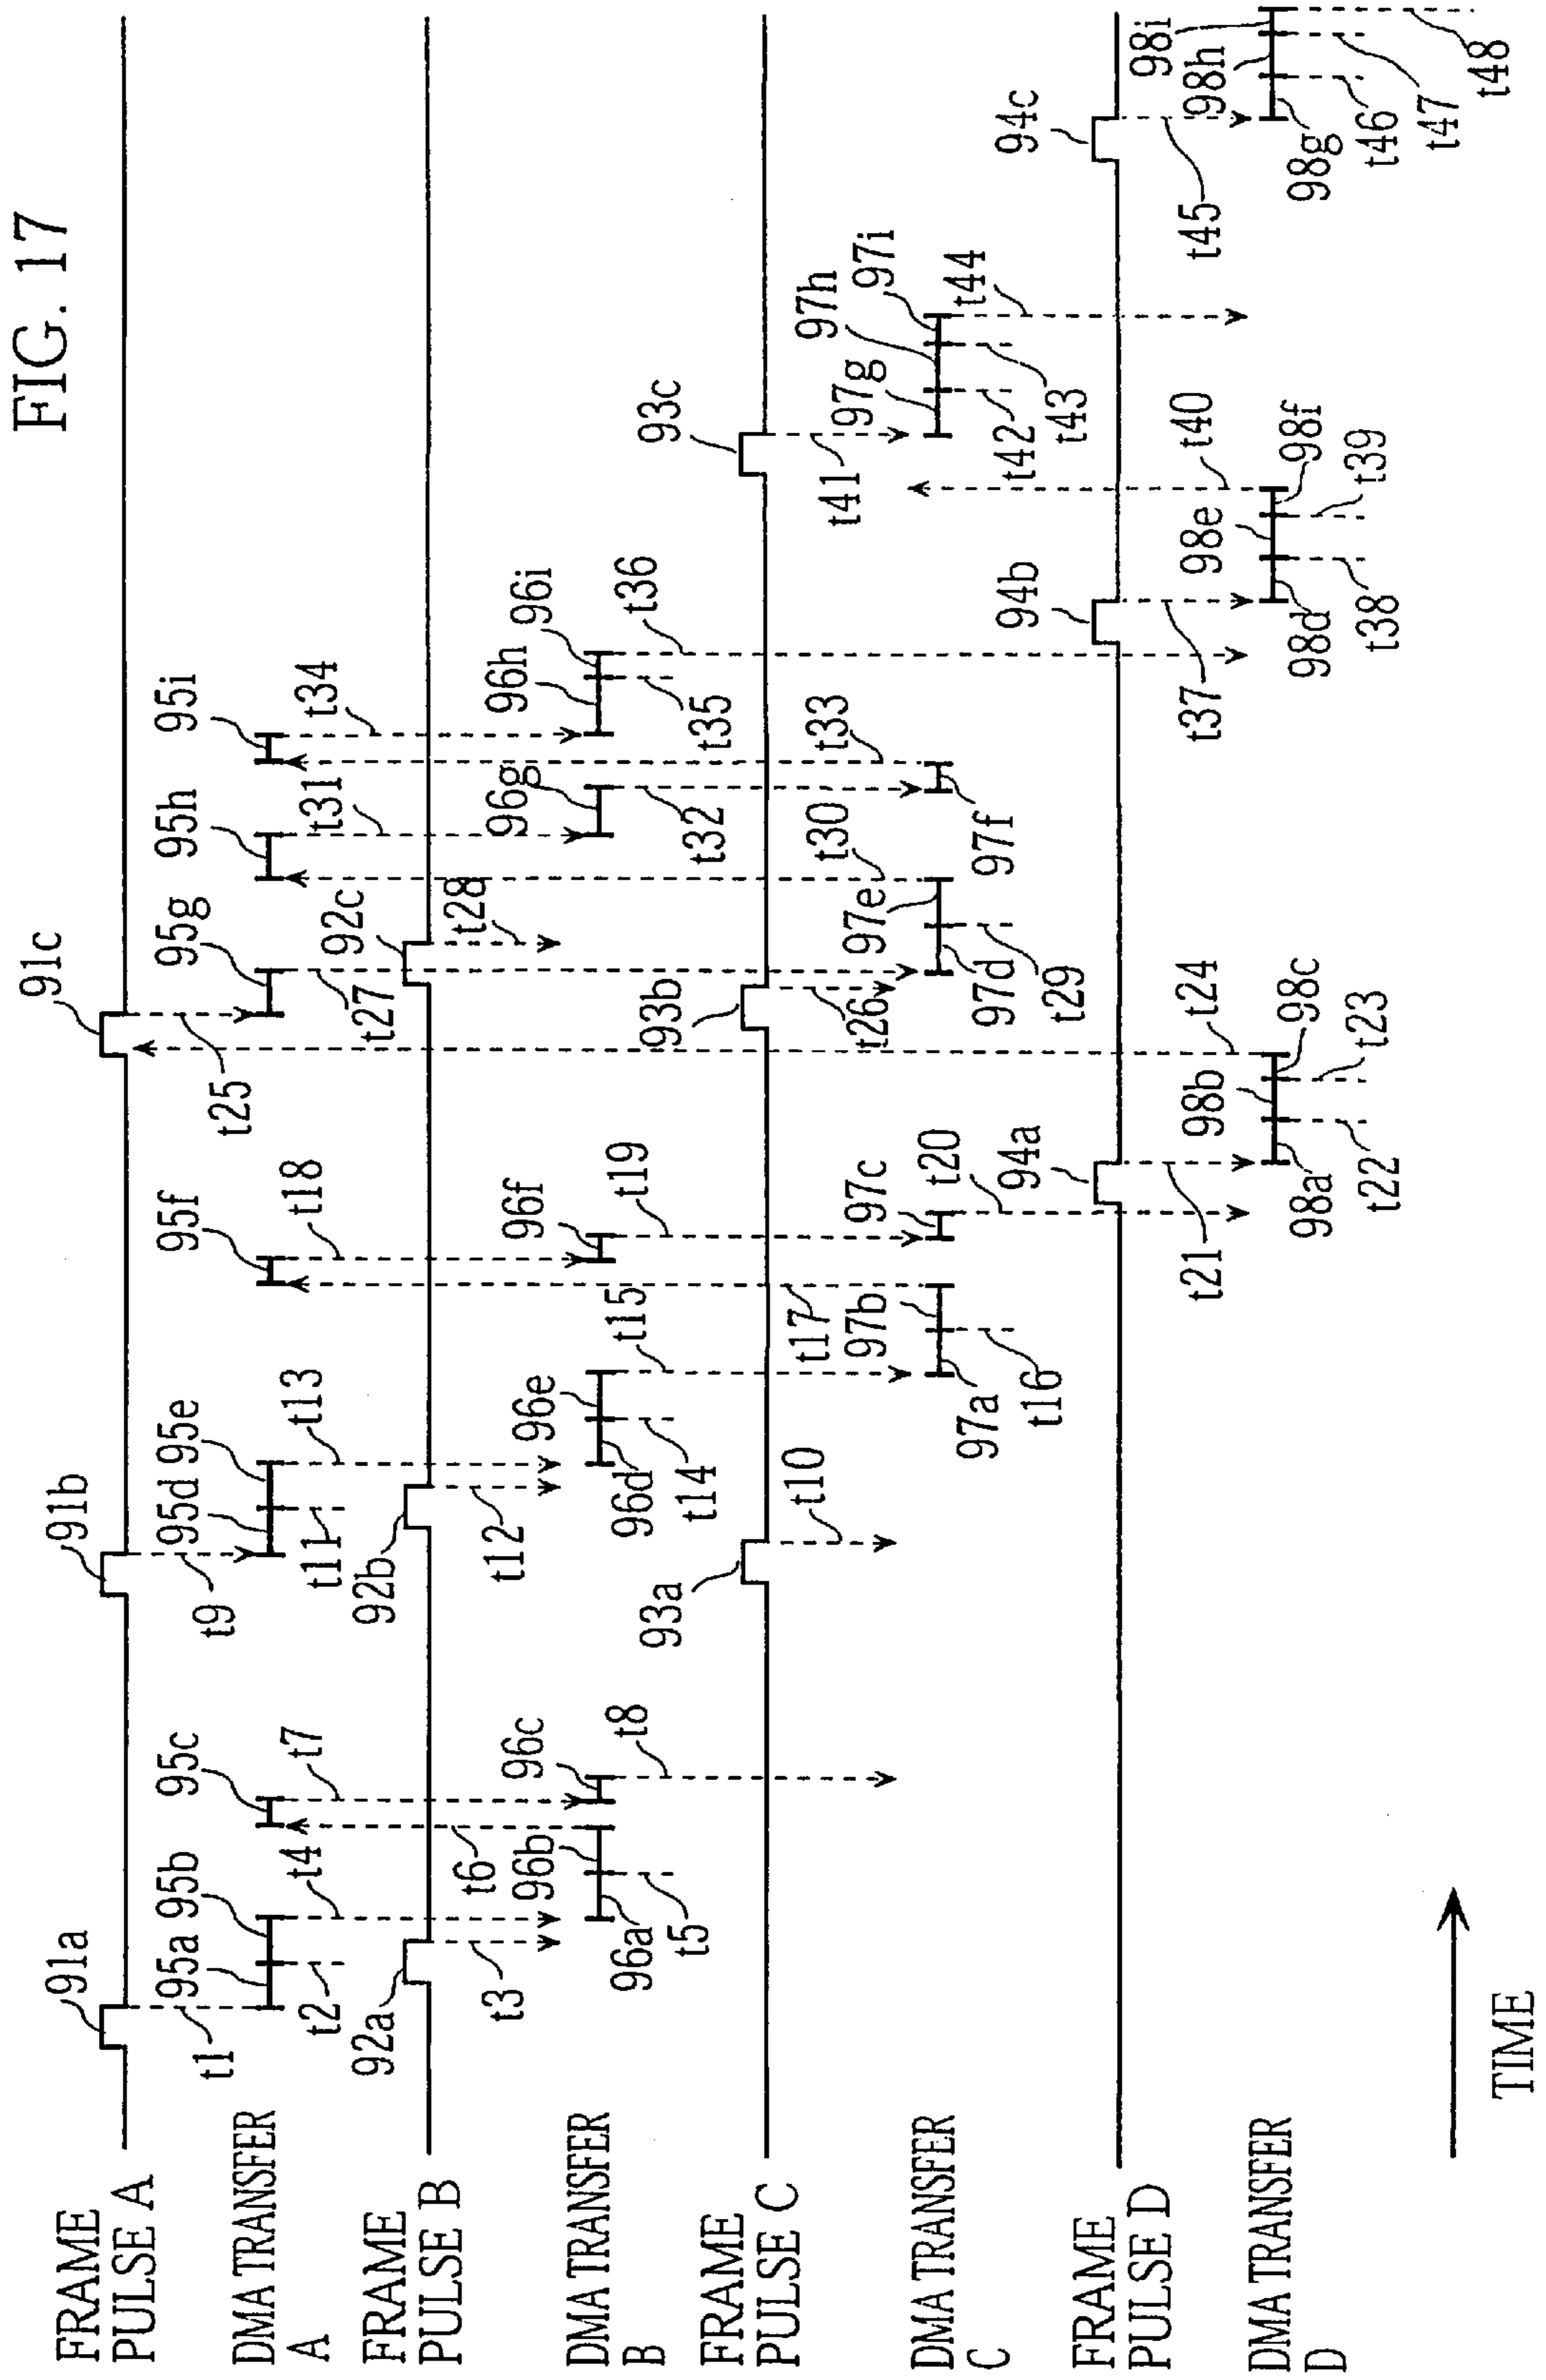 FIG. 17
FRAME
PULSE A
91a
91b
91c
t1
t9
t25
DMA TRANSFER
A
95a
95b
95c
95d
95e
95f
95g
95h
95i
t2
t4
t7
t11
t13
t18
t27
t31
t34
FRAME
PULSE B
92a
92b
92c
t3
t6
t12
t28
DMA TRANSFER
B
96a
96b
96c
96d
96e
96f
96g
96h
96i
t5
t8
t14
t15
t19
t32
t35
t36
FRAME
PULSE C
93a
93b
93c
t10
t17
t26
t30
t33
t41
DMA TRANSFER
C
97a
97b
97c
97d
97e
97f
97g
97h
97i
t16
t20
t29
t42
t43
t44
FRAME
PULSE D
94a
94b
94c
t21
t24
t37
t40
t45
DMA TRANSFER
D
98a
98b
98c
98d
98e
98f
98g
98h
98i
t22
t23
t38
t39
t46
t47
t48
TIME